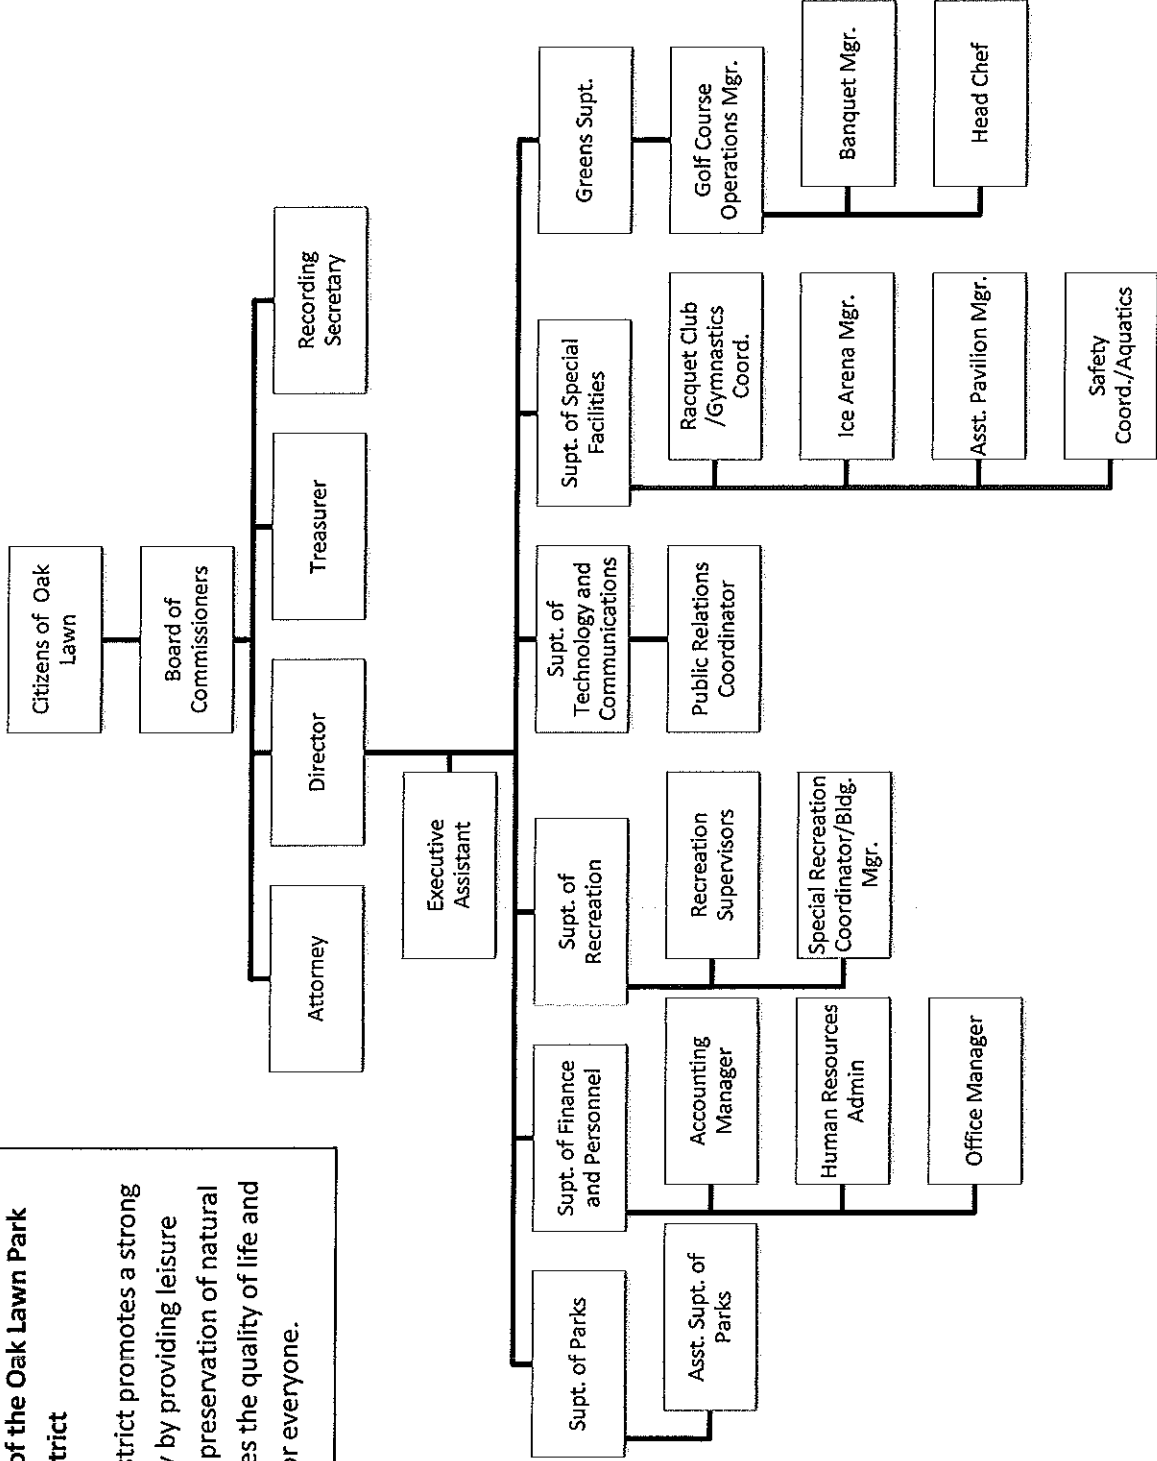 of the Oak Lawn Park
trict
strict promotes a strong
y by providing leisure
preservation of natural
es the quality of life and
or everyone.
Citizens of Oak
Lawn
Board of
Commissioners
Attorney
Director
Treasurer
Recording
Secretary
Executive
Assistant
Supt. of Parks
Asst. Supt. of
Parks
Supt. of Finance
and Personnel
Accounting
Manager
Human Resources
Admin
Office Manager
Supt. of
Recreation
Recreation
Supervisors
Special Recreation
Coordinator/Bldg.
Mgr.
Supt. of
Technology and
Communications
Public Relations
Coordinator
Supt. of Special
Facilities
Racquet Club
/Gymnastics
Coord.
Ice Arena Mgr.
Asst. Pavilion Mgr.
Safety
Coord./Aquatics
Greens Supt.
Golf Course
Operations Mgr.
Banquet Mgr.
Head Chef